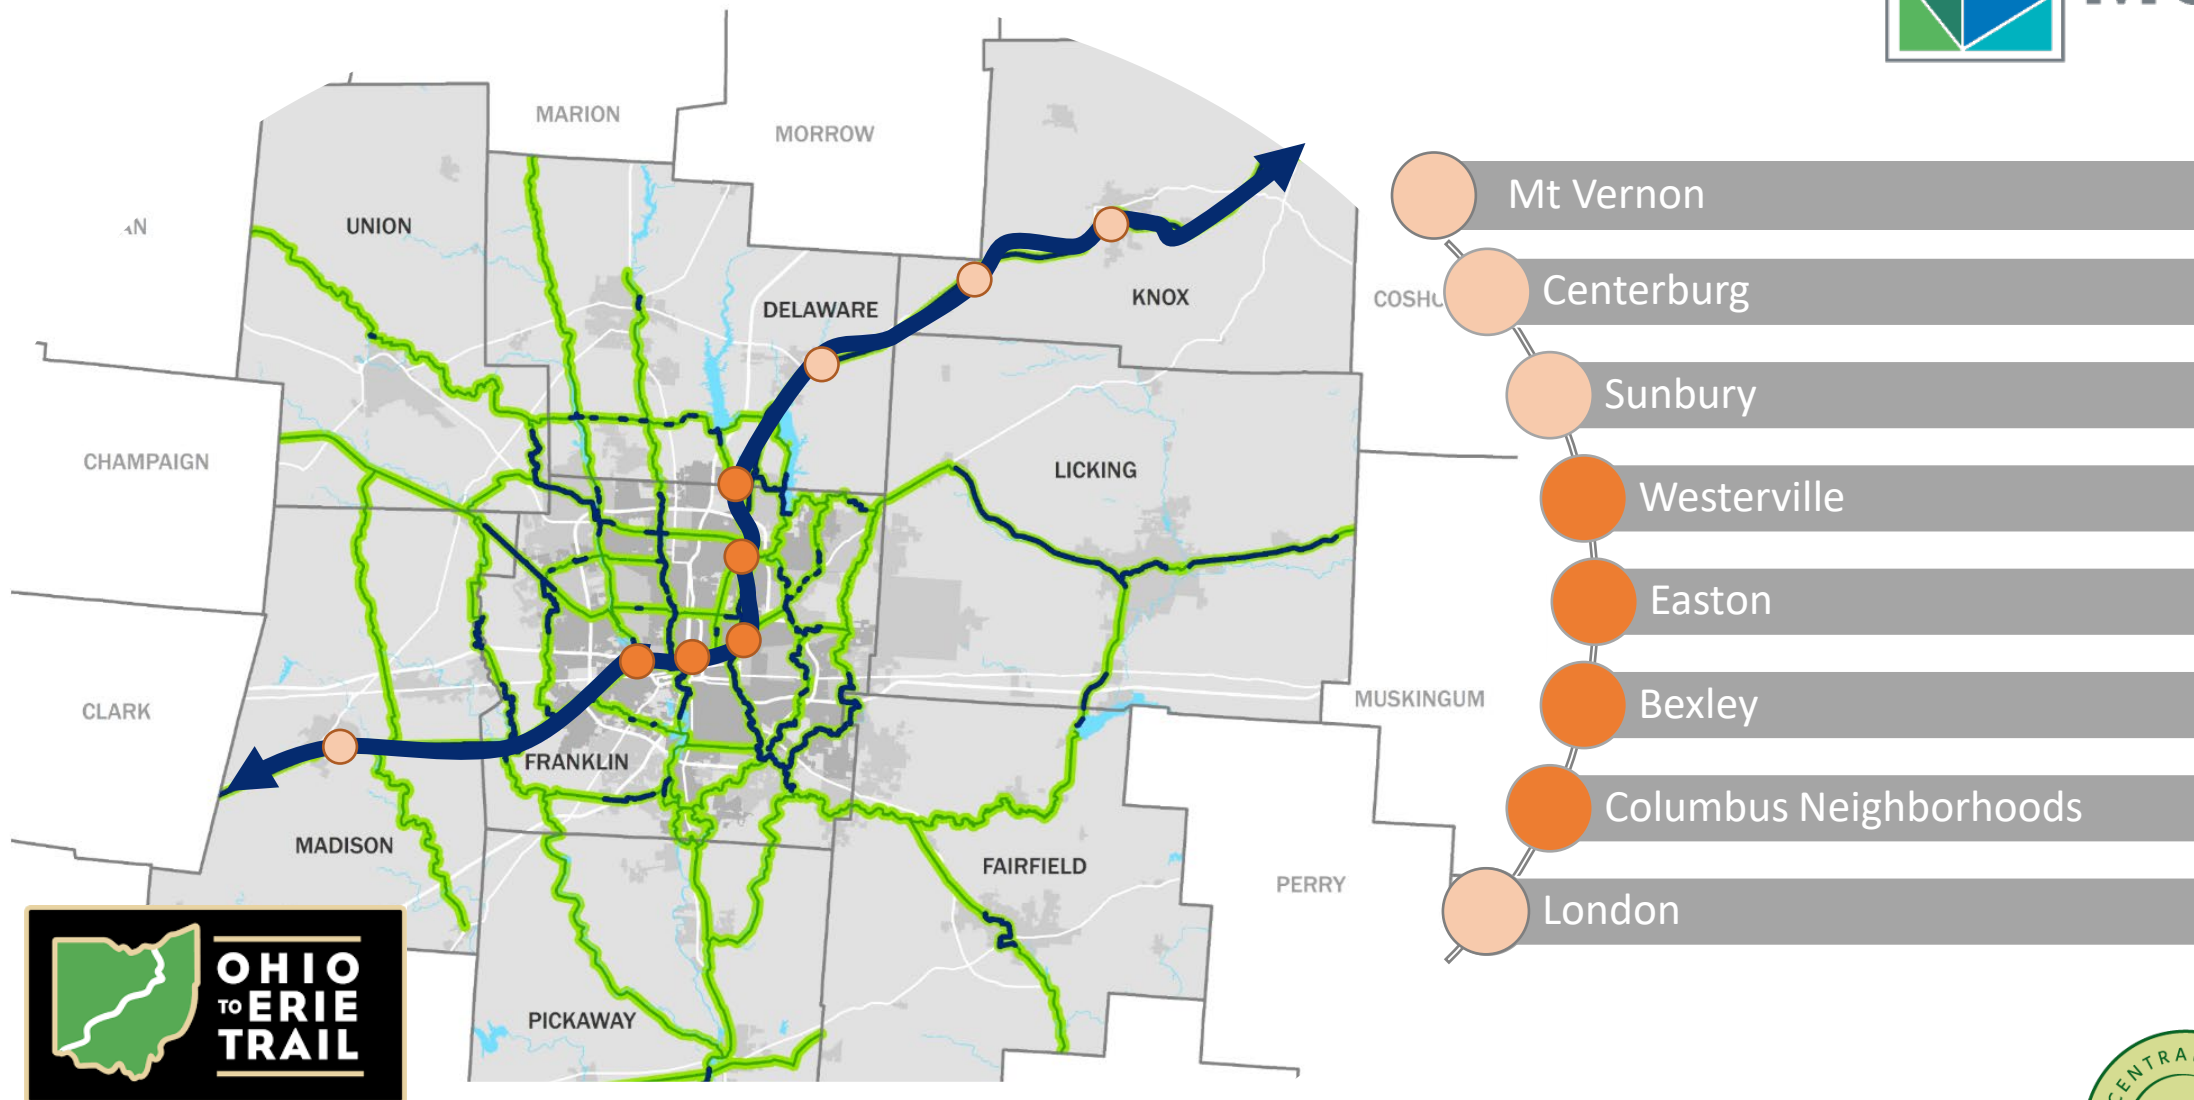 MARION
MORROW
UNION
DELAWARE
KNOX
CHAMPAIGN
LICKING
CLARK
MUSKINGUM
FRANKLIN
MADISON
FAIRFIELD
PERRY
PICKAWAY
Mt Vernon
Centerburg
Sunbury
Westerville
Easton
Bexley
Columbus Neighborhoods
London
OHIO
TO ERIE
TRAIL